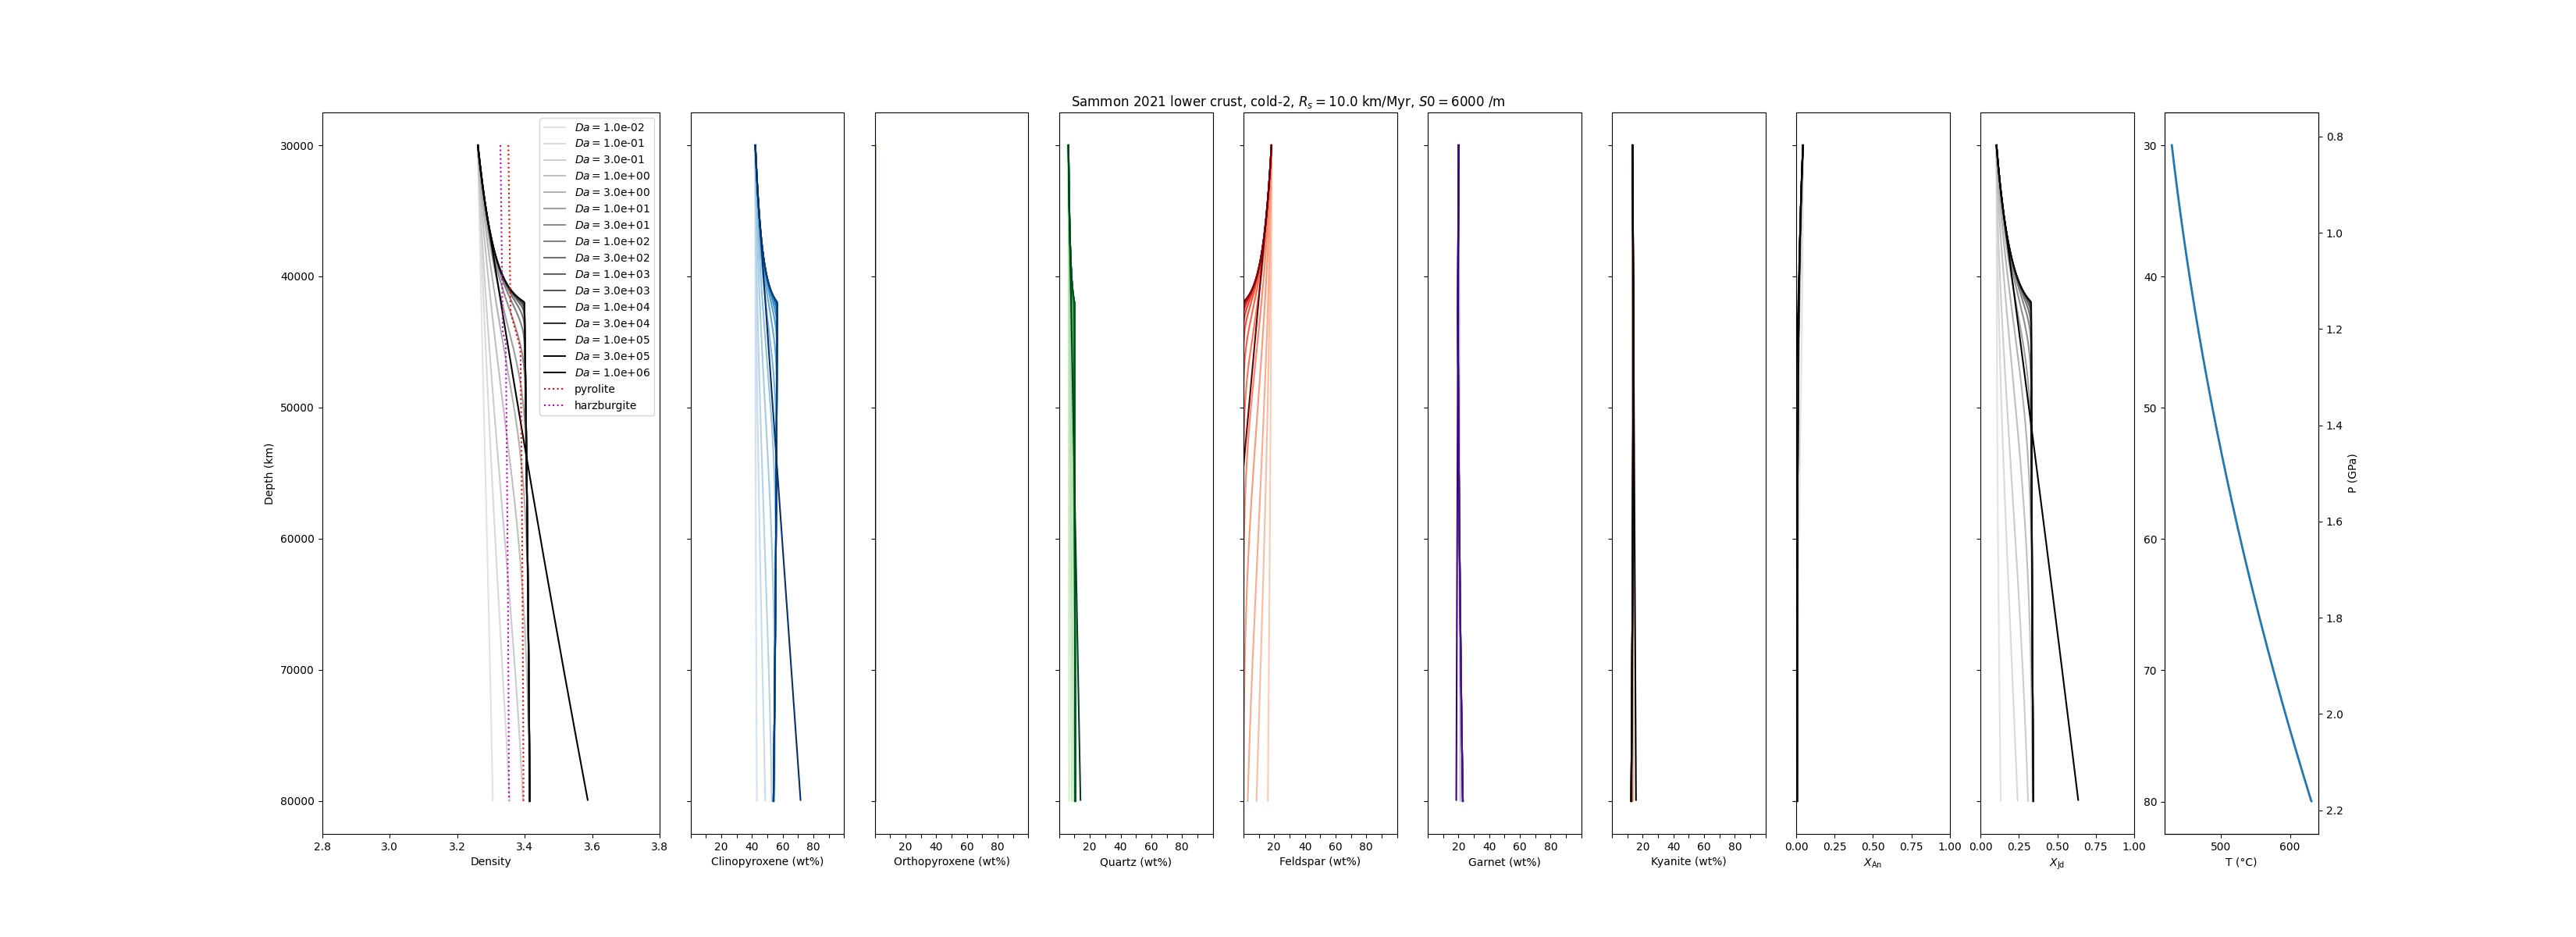 Sammon 2021 lower crust, cold-2, Rs = 10.0 km/Myr, S0 = 6000 /m
Da = 1.0e-02
Da = 1.0e-01
Da = 3.0e-01
Da = 1.0e+00
Da = 3.0e+00
Da = 1.0e+01
Da = 3.0e+01
Da = 1.0e+02
Da = 3.0e+02
Da = 1.0e+03
Da = 3.0e+03
Da = 1.0e+04
Da = 3.0e+04
Da = 1.0e+05
Da = 3.0e+05
Da = 1.0e+06
pyrolite
harzburgite
Depth (km)
30000
40000
50000
60000
70000
80000
2.8 3.0 3.2 3.4 3.6 3.8
Density
20 40 60 80
Clinopyroxene (wt%)
20 40 60 80
Orthopyroxene (wt%)
20 40 60 80
Quartz (wt%)
20 40 60 80
Feldspar (wt%)
20 40 60 80
Garnet (wt%)
20 40 60 80
Kyanite (wt%)
0.00 0.25 0.50 0.75 1.00
XAn
0.00 0.25 0.50 0.75 1.00
XJd
30
40
50
60
70
80
500 600
T (°C)
0.8
1.0
1.2
1.4
1.6
1.8
2.0
2.2
P (GPa)